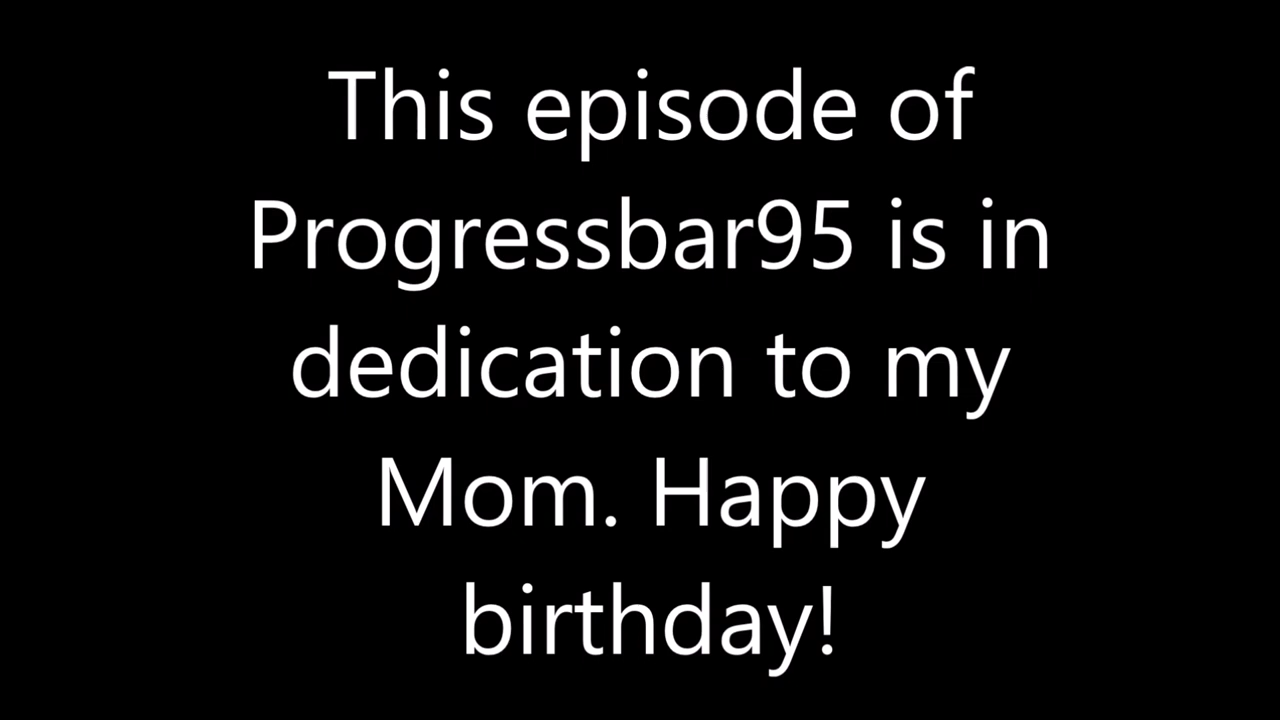 This episode of
Progressbar95 is in
dedication to my
Mom. Happy
birthday!